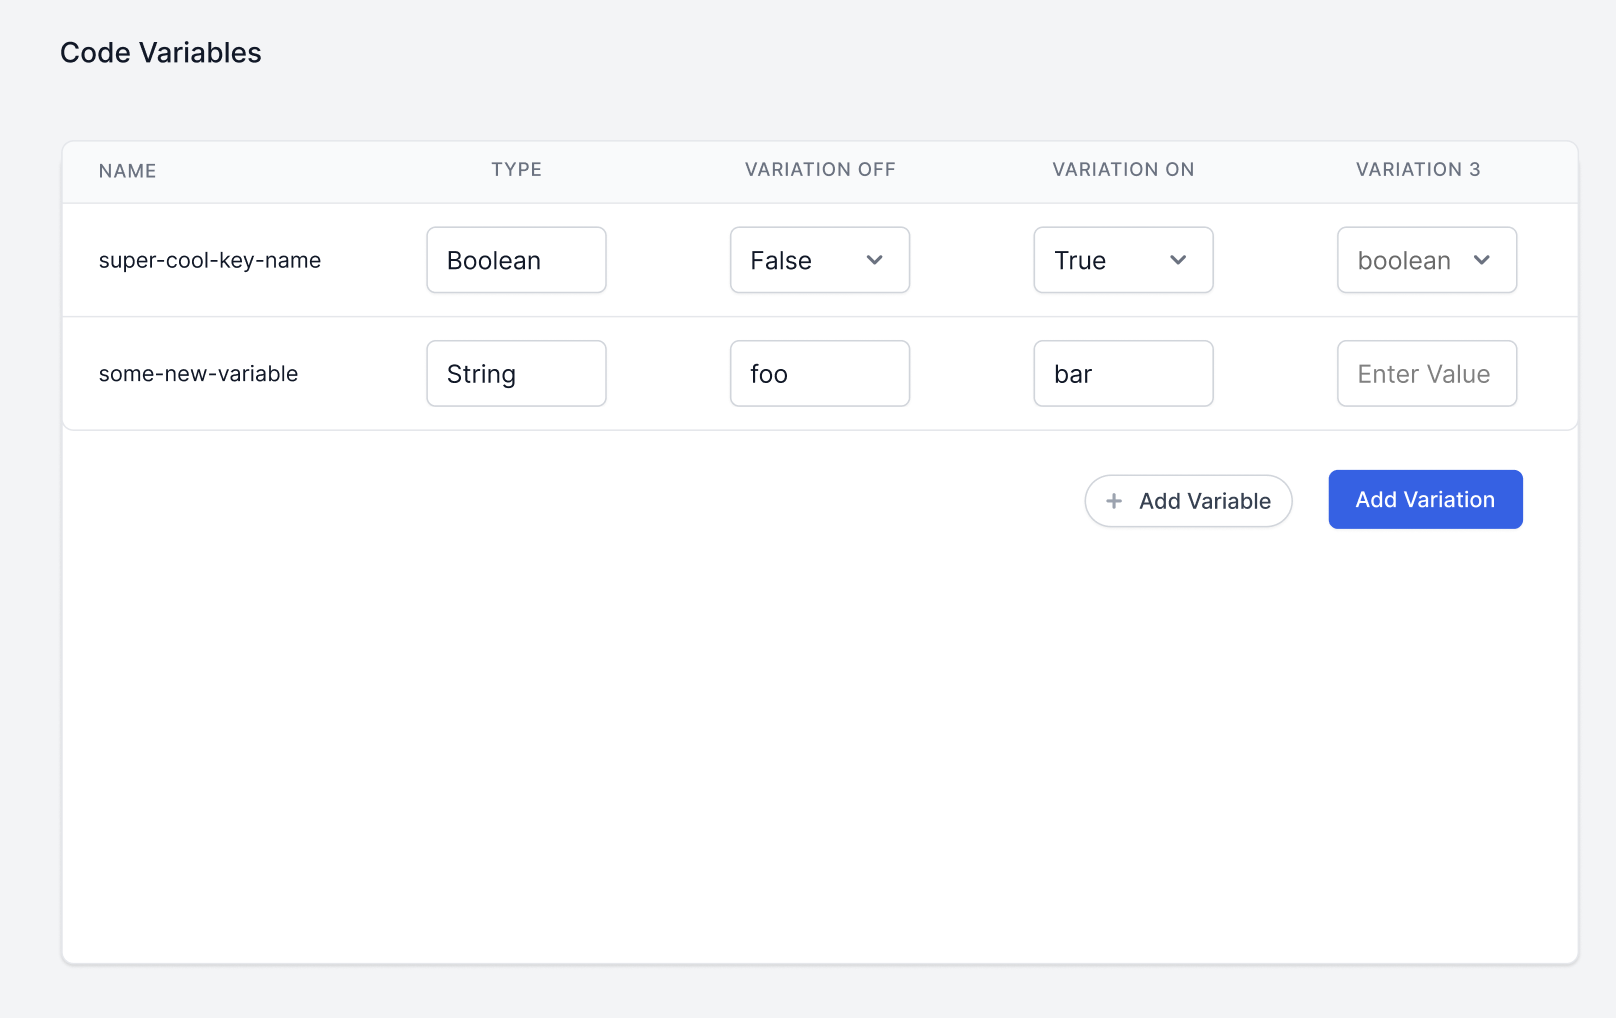 Code Variables
NAME TYPE VARIATION OFF VARIATION ON VARIATION 3
super-cool-key-name Boolean False True boolean
some-new-variable String foo bar Enter Value
+ Add Variable Add Variation